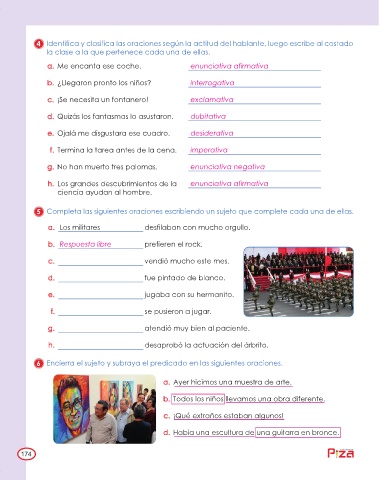 4 Identifica y clasifica las oraciones según la actitud del hablante, luego escribe al costado
la clase a la que pertenece cada una de ellas.
a. Me encanta ese coche. enunciativa afirmativa
b. ¿Llegaron pronto los niños? interrogativa
c. ¡Se necesita un fontanero! exclamativa
d. Quizás los fantasmas lo asustaron. dubitativa
e. Ojalá me disgustara ese cuadro. desiderativa
f. Termina la tarea antes de la cena. imperativa
g. No han muerto tres palomas. enunciativa negativa
h. Los grandes descubrimientos de la enunciativa afirmativa
ciencia ayudan al hombre.
5 Completa las siguientes oraciones escribiendo un sujeto que complete cada una de ellas.
a. Los militares desfilaban con mucho orgullo.
b. Respuesta libre prefieren el rock.
c. vendió mucho este mes.
d. fue pintado de blanco.
e. jugaba con su hermanito.
f. se pusieron a jugar.
g. atendió muy bien al paciente.
h. desaprobó la actuación del árbitro.
6 Encierra el sujeto y subraya el predicado en las siguientes oraciones.
a. Ayer hicimos una muestra de arte.
b. Todos los niños llevamos una obra diferente.
c. ¡Qué extraños estaban algunos!
d. Había una escultura de una guitarra en bronce.
174
Piza